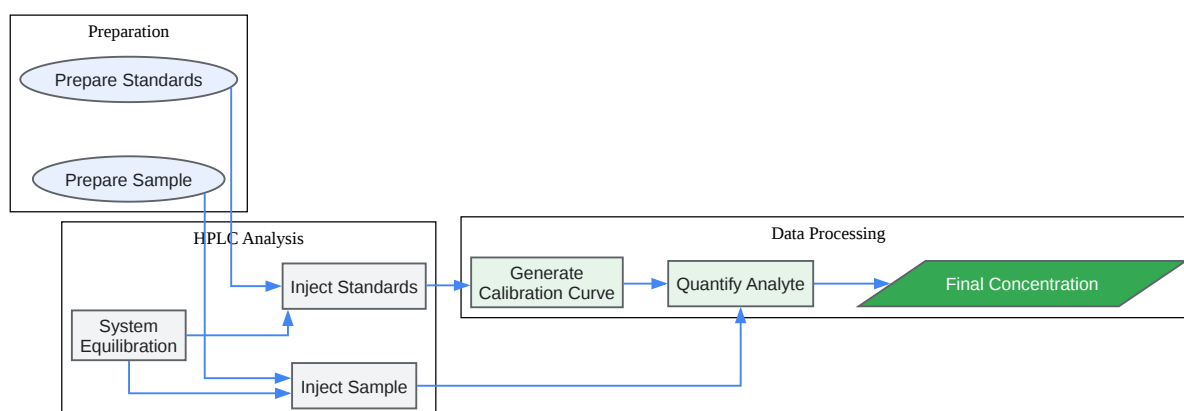 Preparation
Prepare Standards
Prepare Sample
HPLC Analysis
Inject Standards
System
Equilibration
Inject Sample
Data Processing
Generate
Calibration Curve
Quantify Analyte
Final Concentration